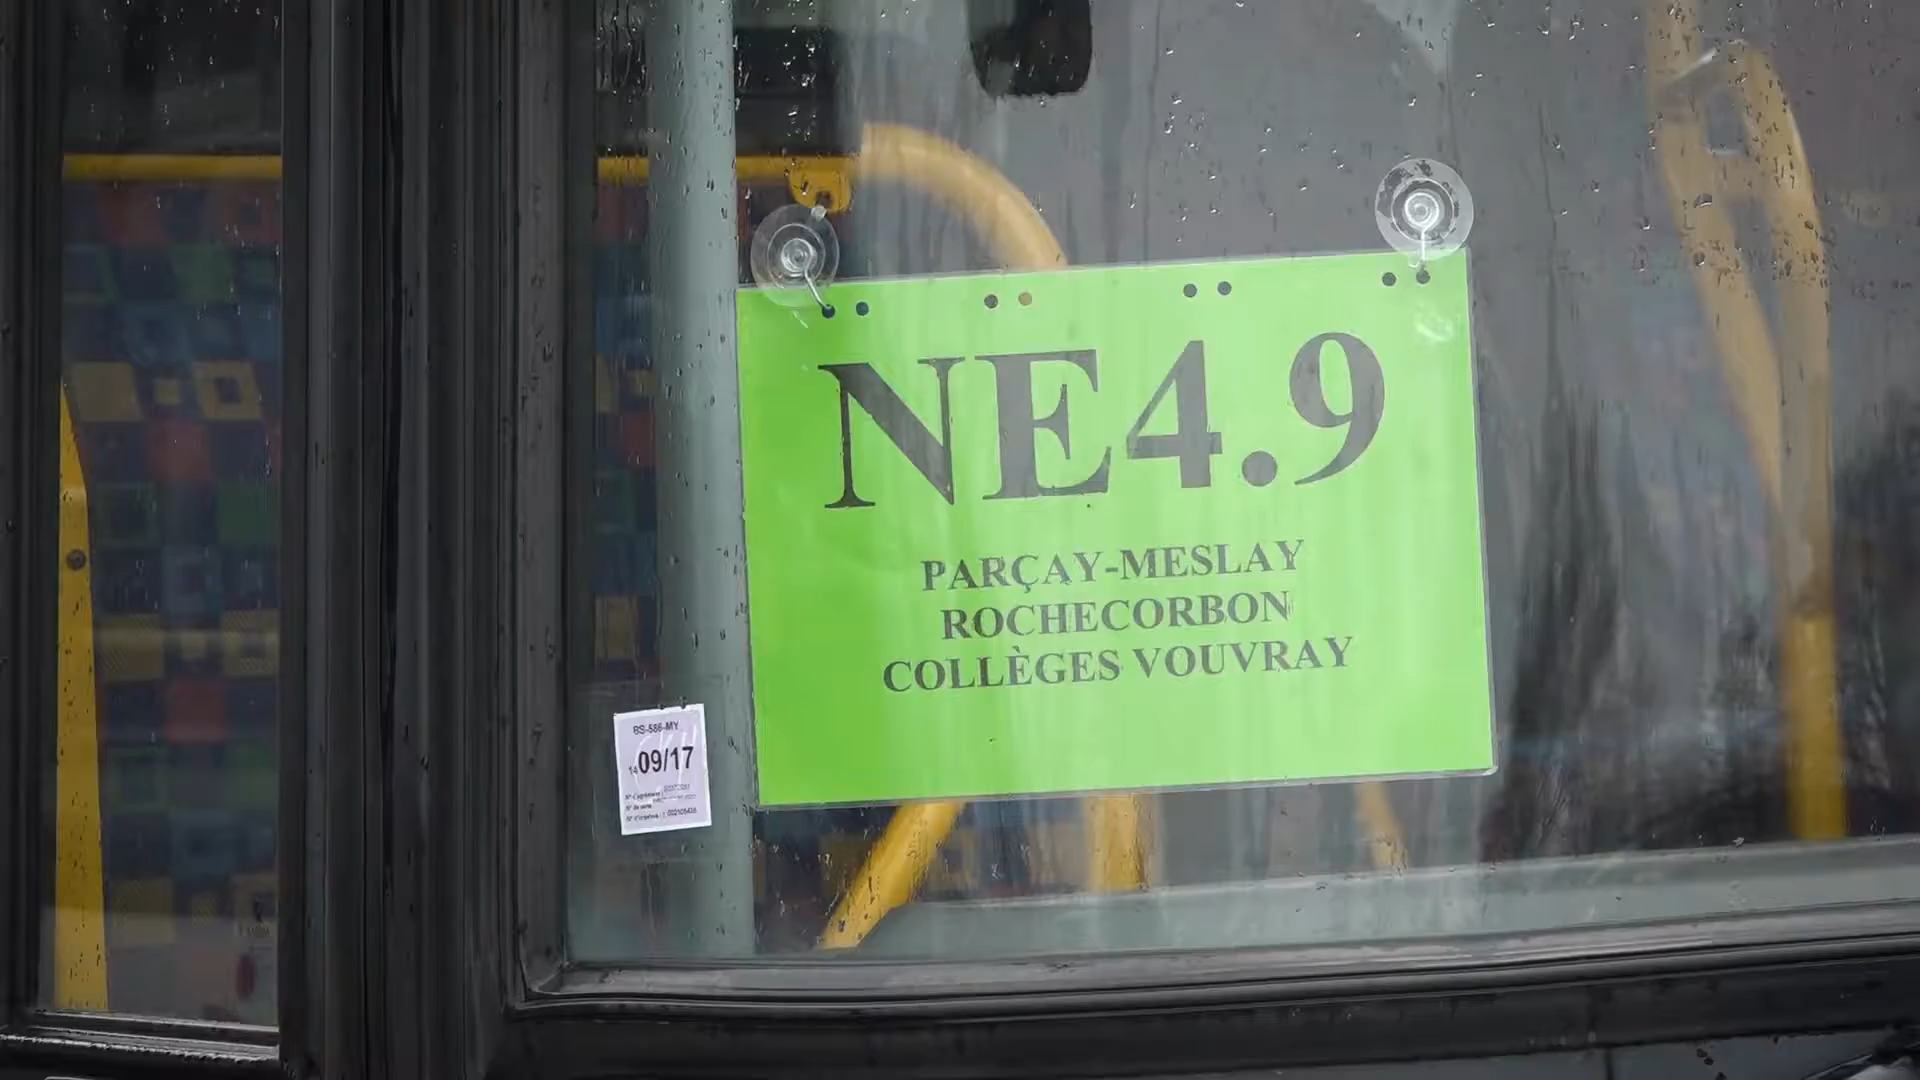 NE4.9
PARÇAY-MESLAY
ROCHECORBON
COLLÈGES VOUVRAY
BS-586-MY
09/17